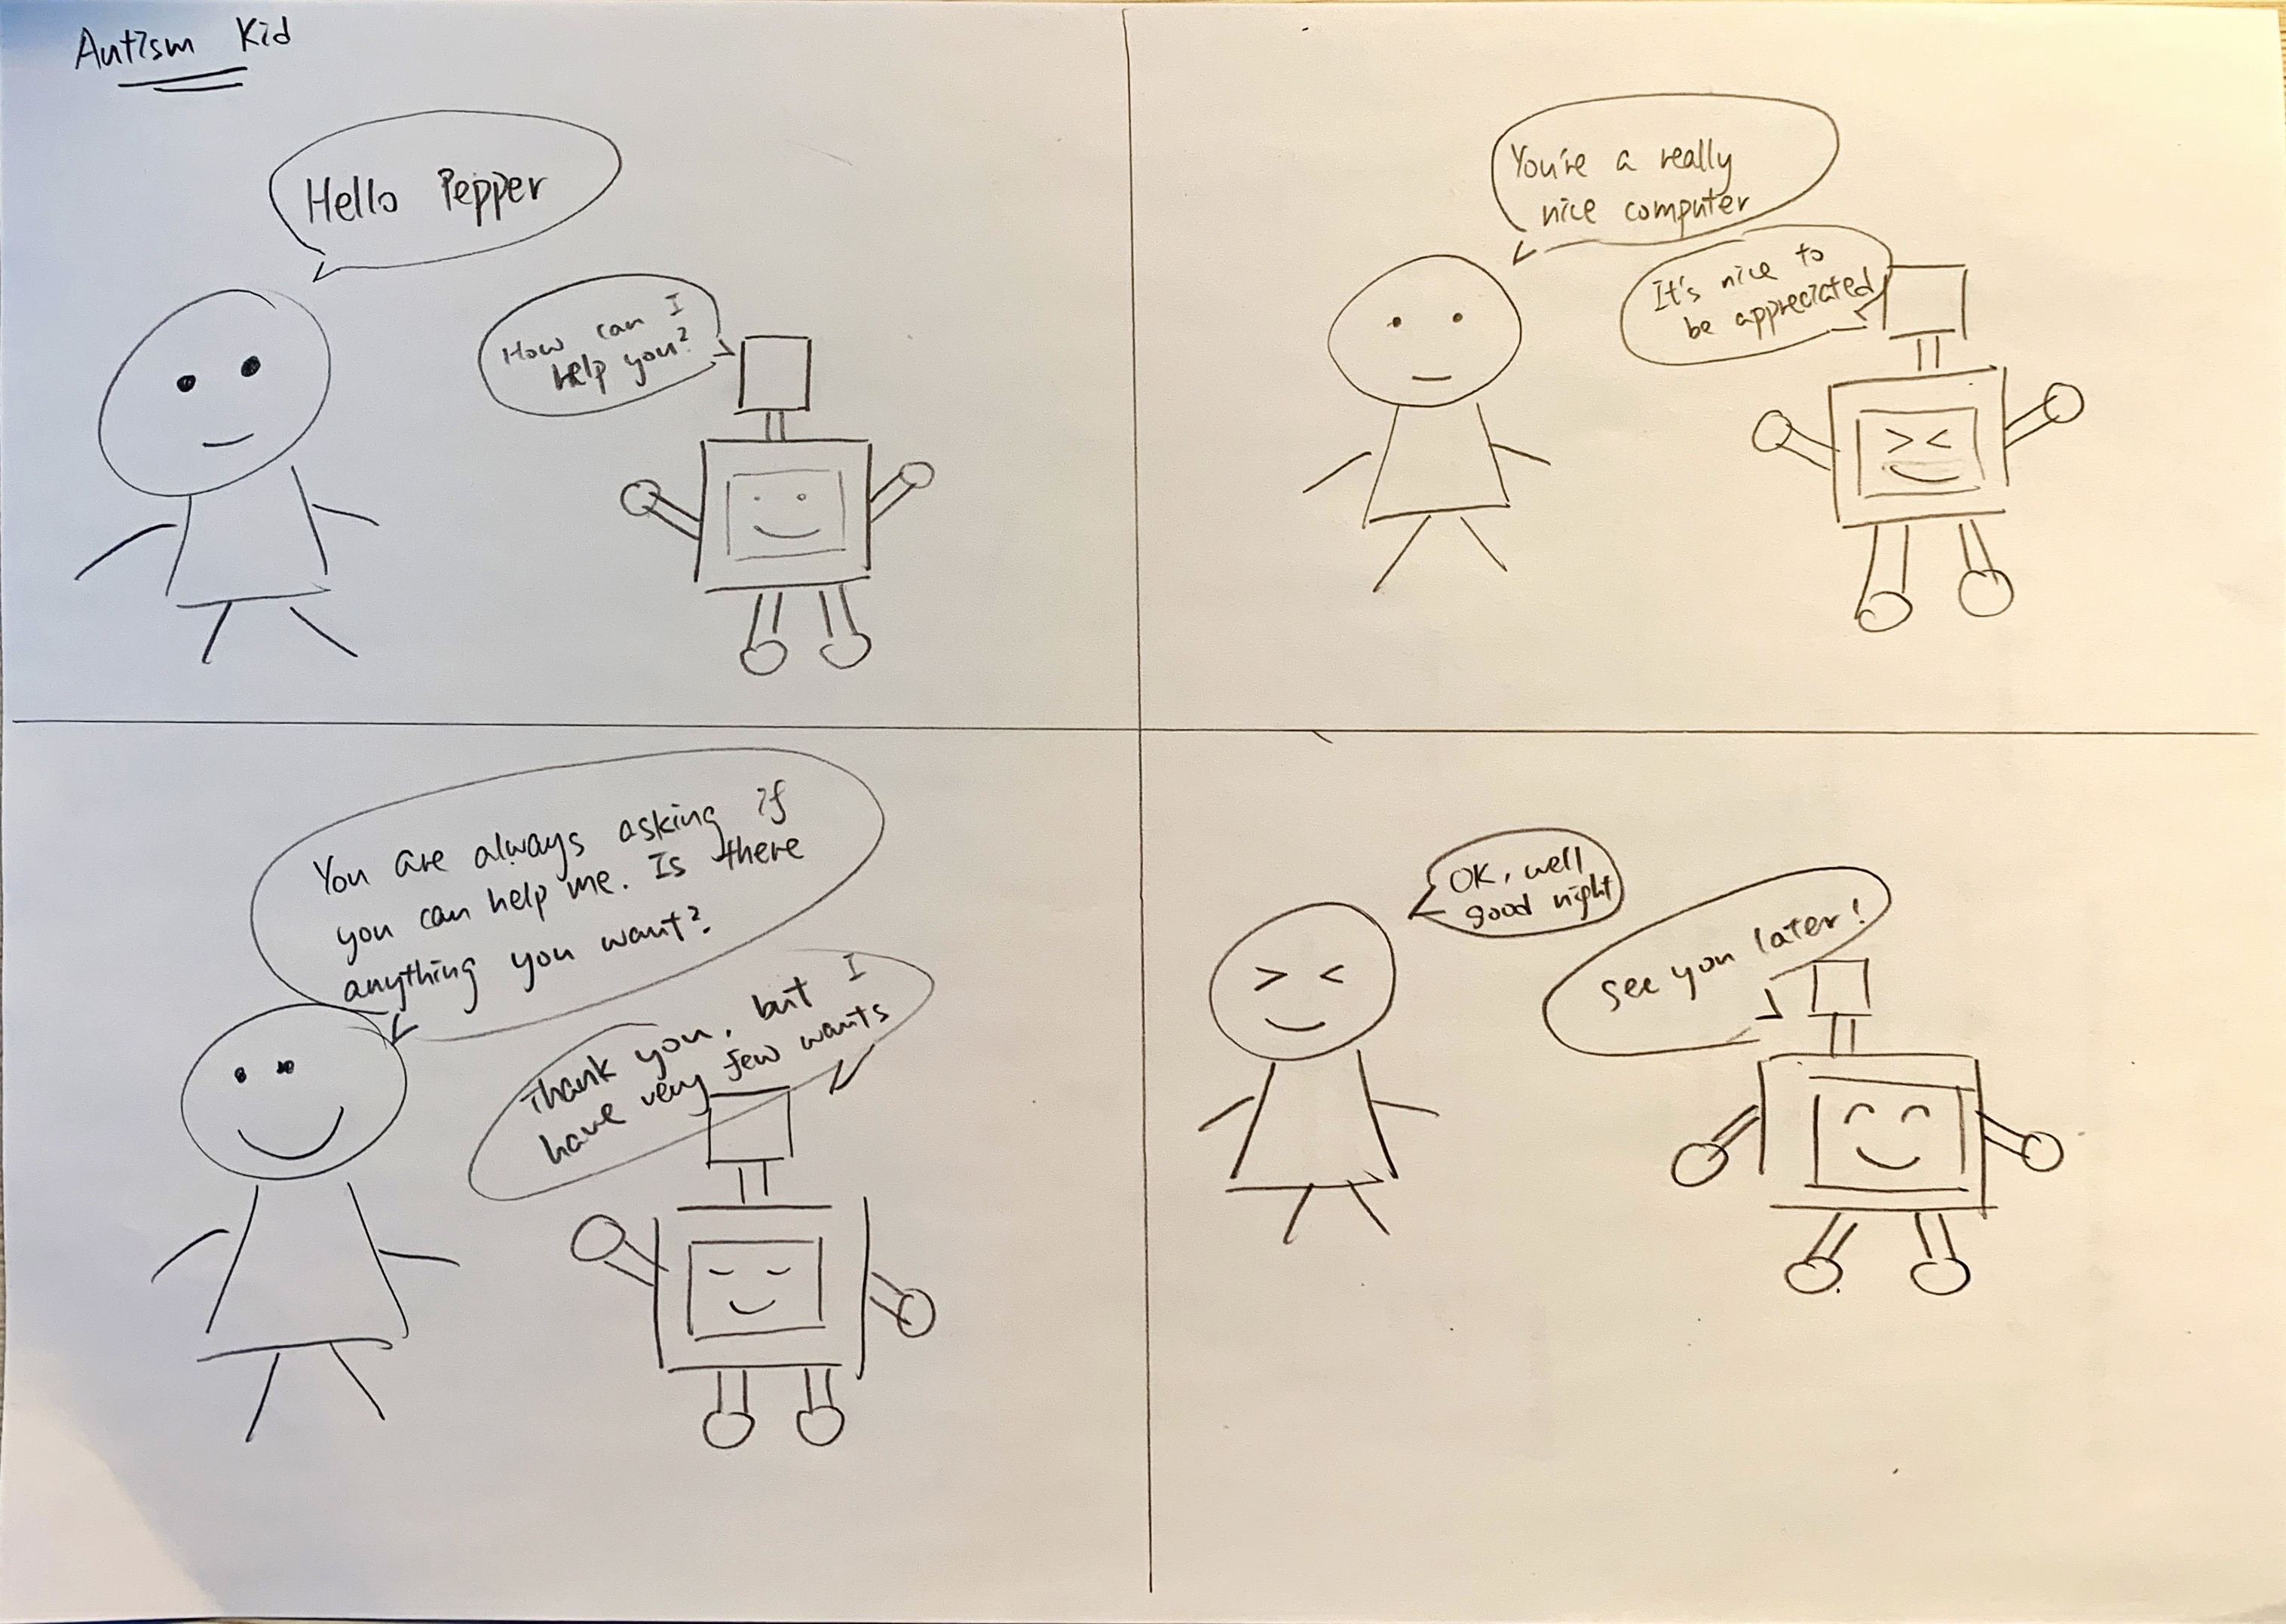 Autism Kid
Hello Pepper
How can I
help you?
You're a really
nice computer
It's nice to
be appreciated
You are always asking if
you can help me. Is there
anything you want?
Thank you, but I
have very few wants
OK, well
good night
See you later!